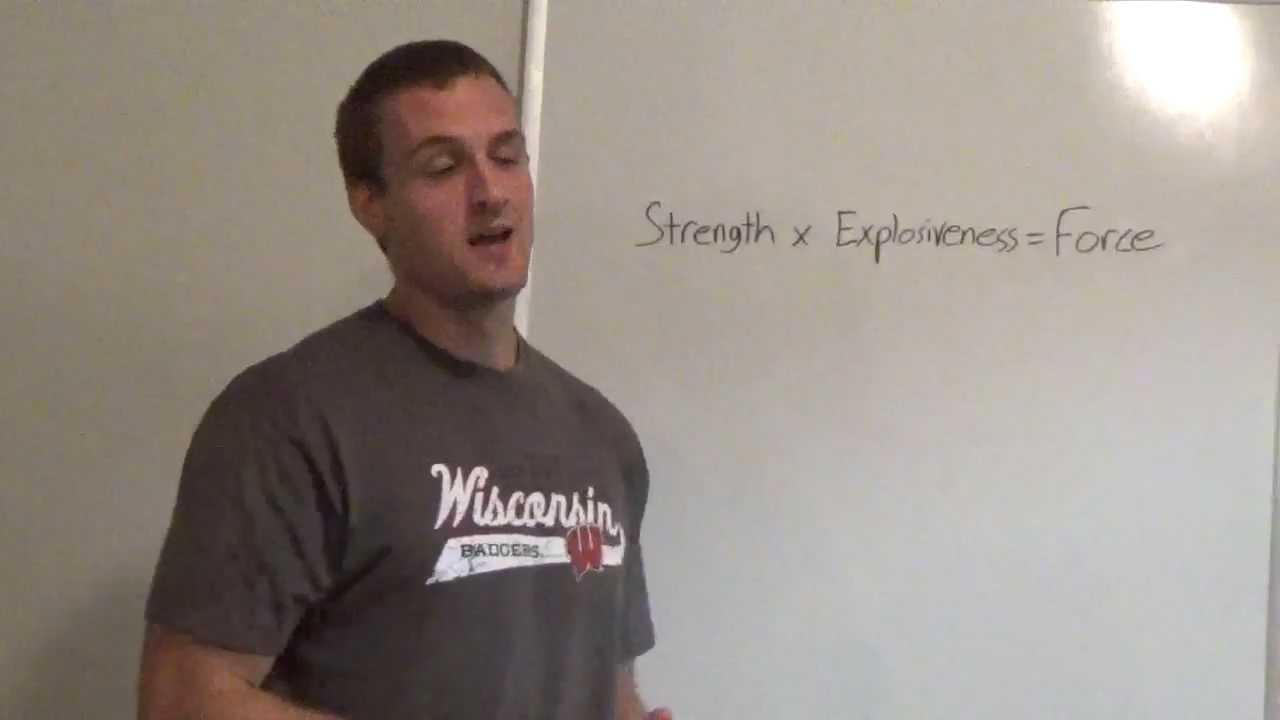 Strength x Explosiveness = Force
Wisconsin
BADGERS
W